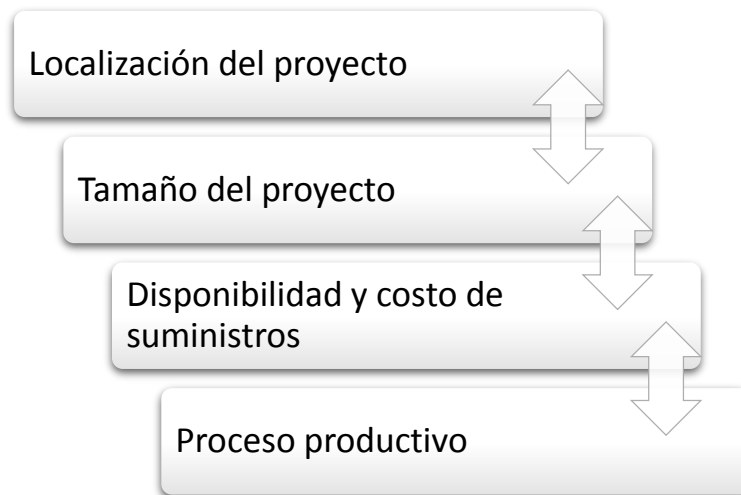 Localización del proyecto
Tamaño del proyecto
Disponibilidad y costo de
suministros
Proceso productivo